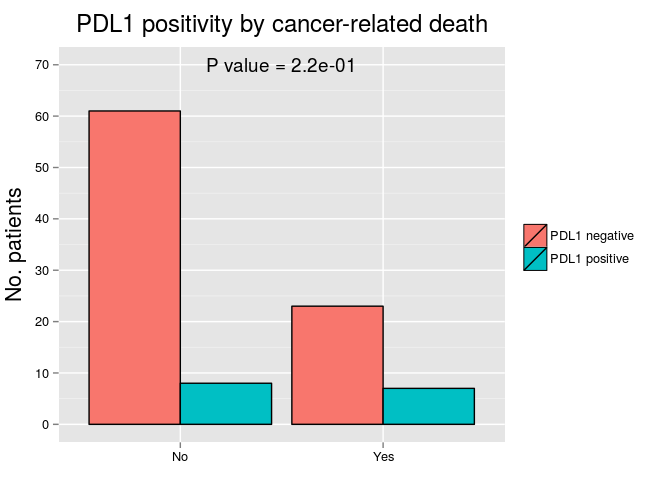 PDL1 positivity by cancer-related death
P value = 2.2e-01
No. patients
70
60
50
40
30
20
10
0
No
Yes
PDL1 negative
PDL1 positive